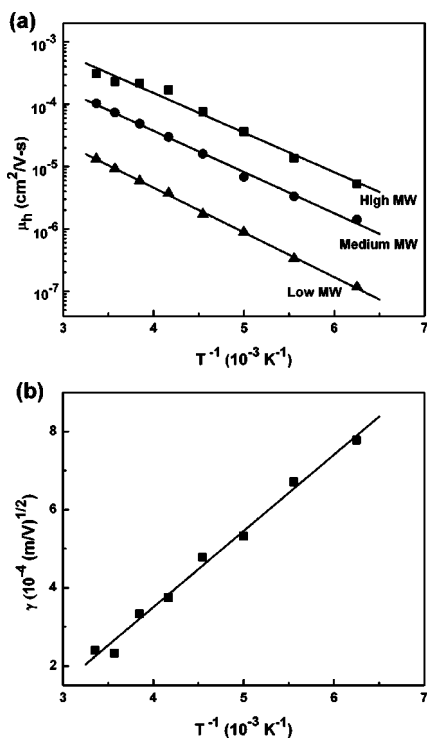 (a)
10⁻³
10⁻⁴
10⁻⁵
10⁻⁶
10⁻⁷
μh (cm²/V-s)
High MW
Medium MW
Low MW
3 4 5 6 7
T⁻¹ (10⁻³ K⁻¹)
(b)
8
6
4
2
γ (10⁻⁴ (m/V)¹/²)
3 4 5 6 7
T⁻¹ (10⁻³ K⁻¹)